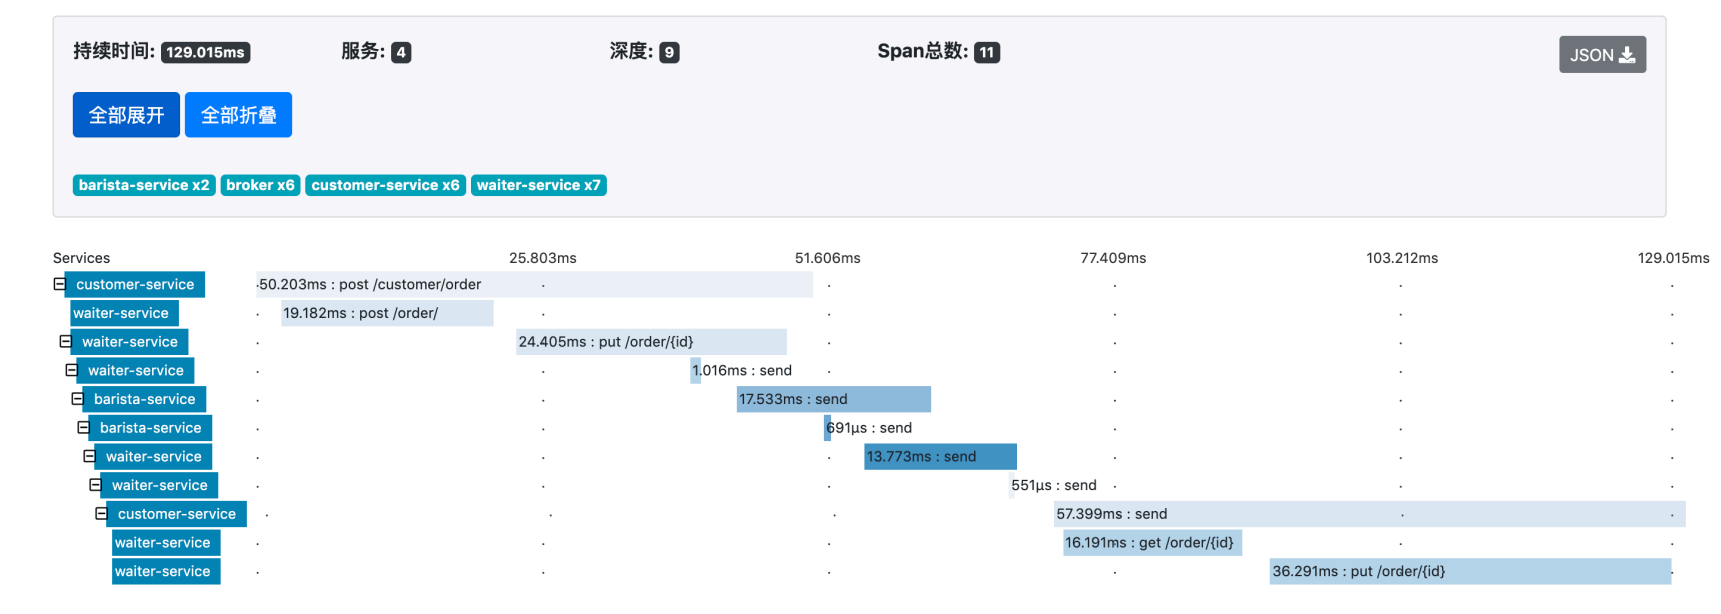 持续时间: 129.015ms 服务: 4 深度: 9 Span总数: 11 JSON
全部展开 全部折叠
barista-service x2 broker x6 customer-service x6 waiter-service x7
Services 25.803ms 51.606ms 77.409ms 103.212ms 129.015ms
customer-service 50.203ms : post /customer/order
waiter-service 19.182ms : post /order/
waiter-service 24.405ms : put /order/{id}
waiter-service 1.016ms : send
barista-service 17.533ms : send
barista-service 691μs : send
waiter-service 13.773ms : send
waiter-service 551μs : send
customer-service 57.399ms : send
waiter-service 16.191ms : get /order/{id}
waiter-service 36.291ms : put /order/{id}